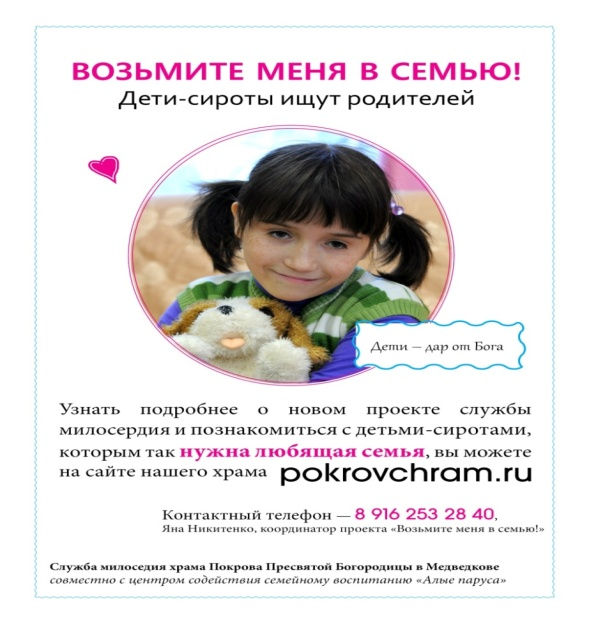 ВОЗЬМИТЕ МЕНЯ В СЕМЬЮ!
Дети-сироты ищут родителей
Дети – дар от Бога
Узнать подробнее о новом проекте службы
милосердия и познакомиться с детьми-сиротами,
которым так нужна любящая семья, вы можете
на сайте нашего храма pokrovchram.ru
Контактный телефон — 8 916 253 28 40,
Яна Никитенко, координатор проекта «Возьмите меня в семью!»
Служба милоседия храма Покрова Пресвятой Богородицы в Медведкове
совместно с центром содействия семейному воспитанию «Алые паруса»